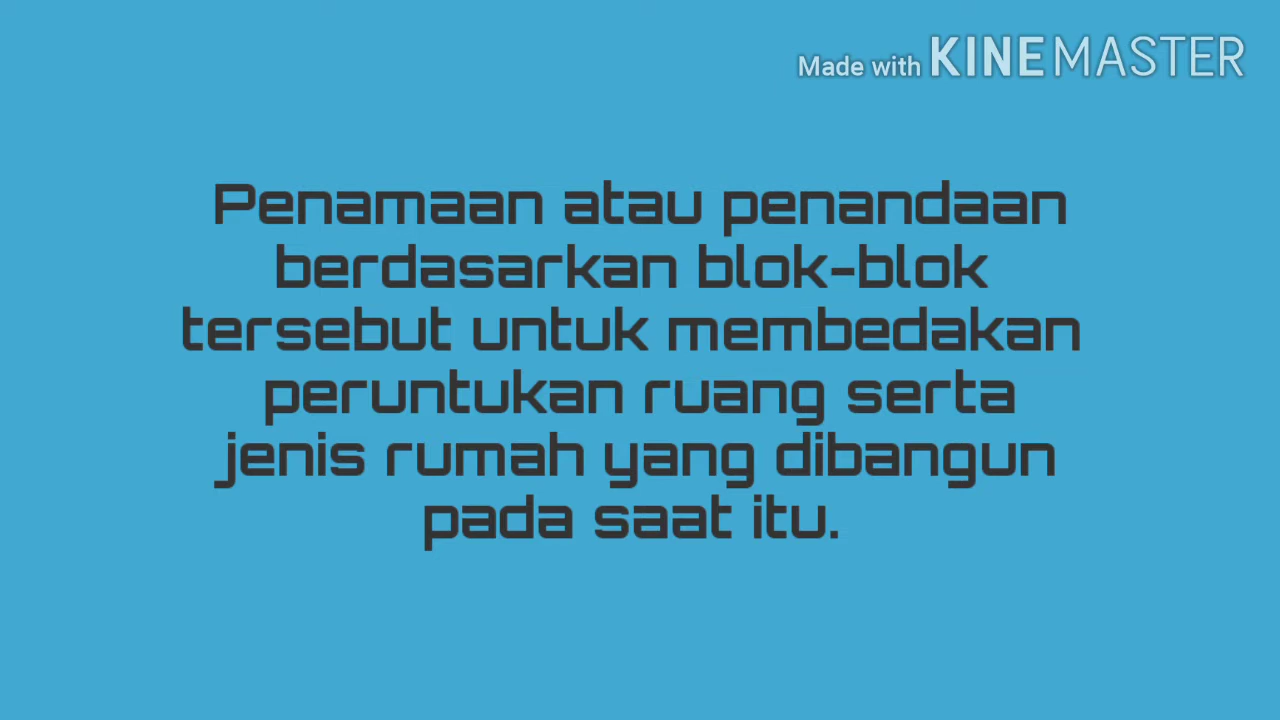 Made with KINEMASTER
Penamaan atau penandaan
berdasarkan blok-blok
tersebut untuk membedakan
peruntukan ruang serta
jenis rumah yang dibangun
pada saat itu.